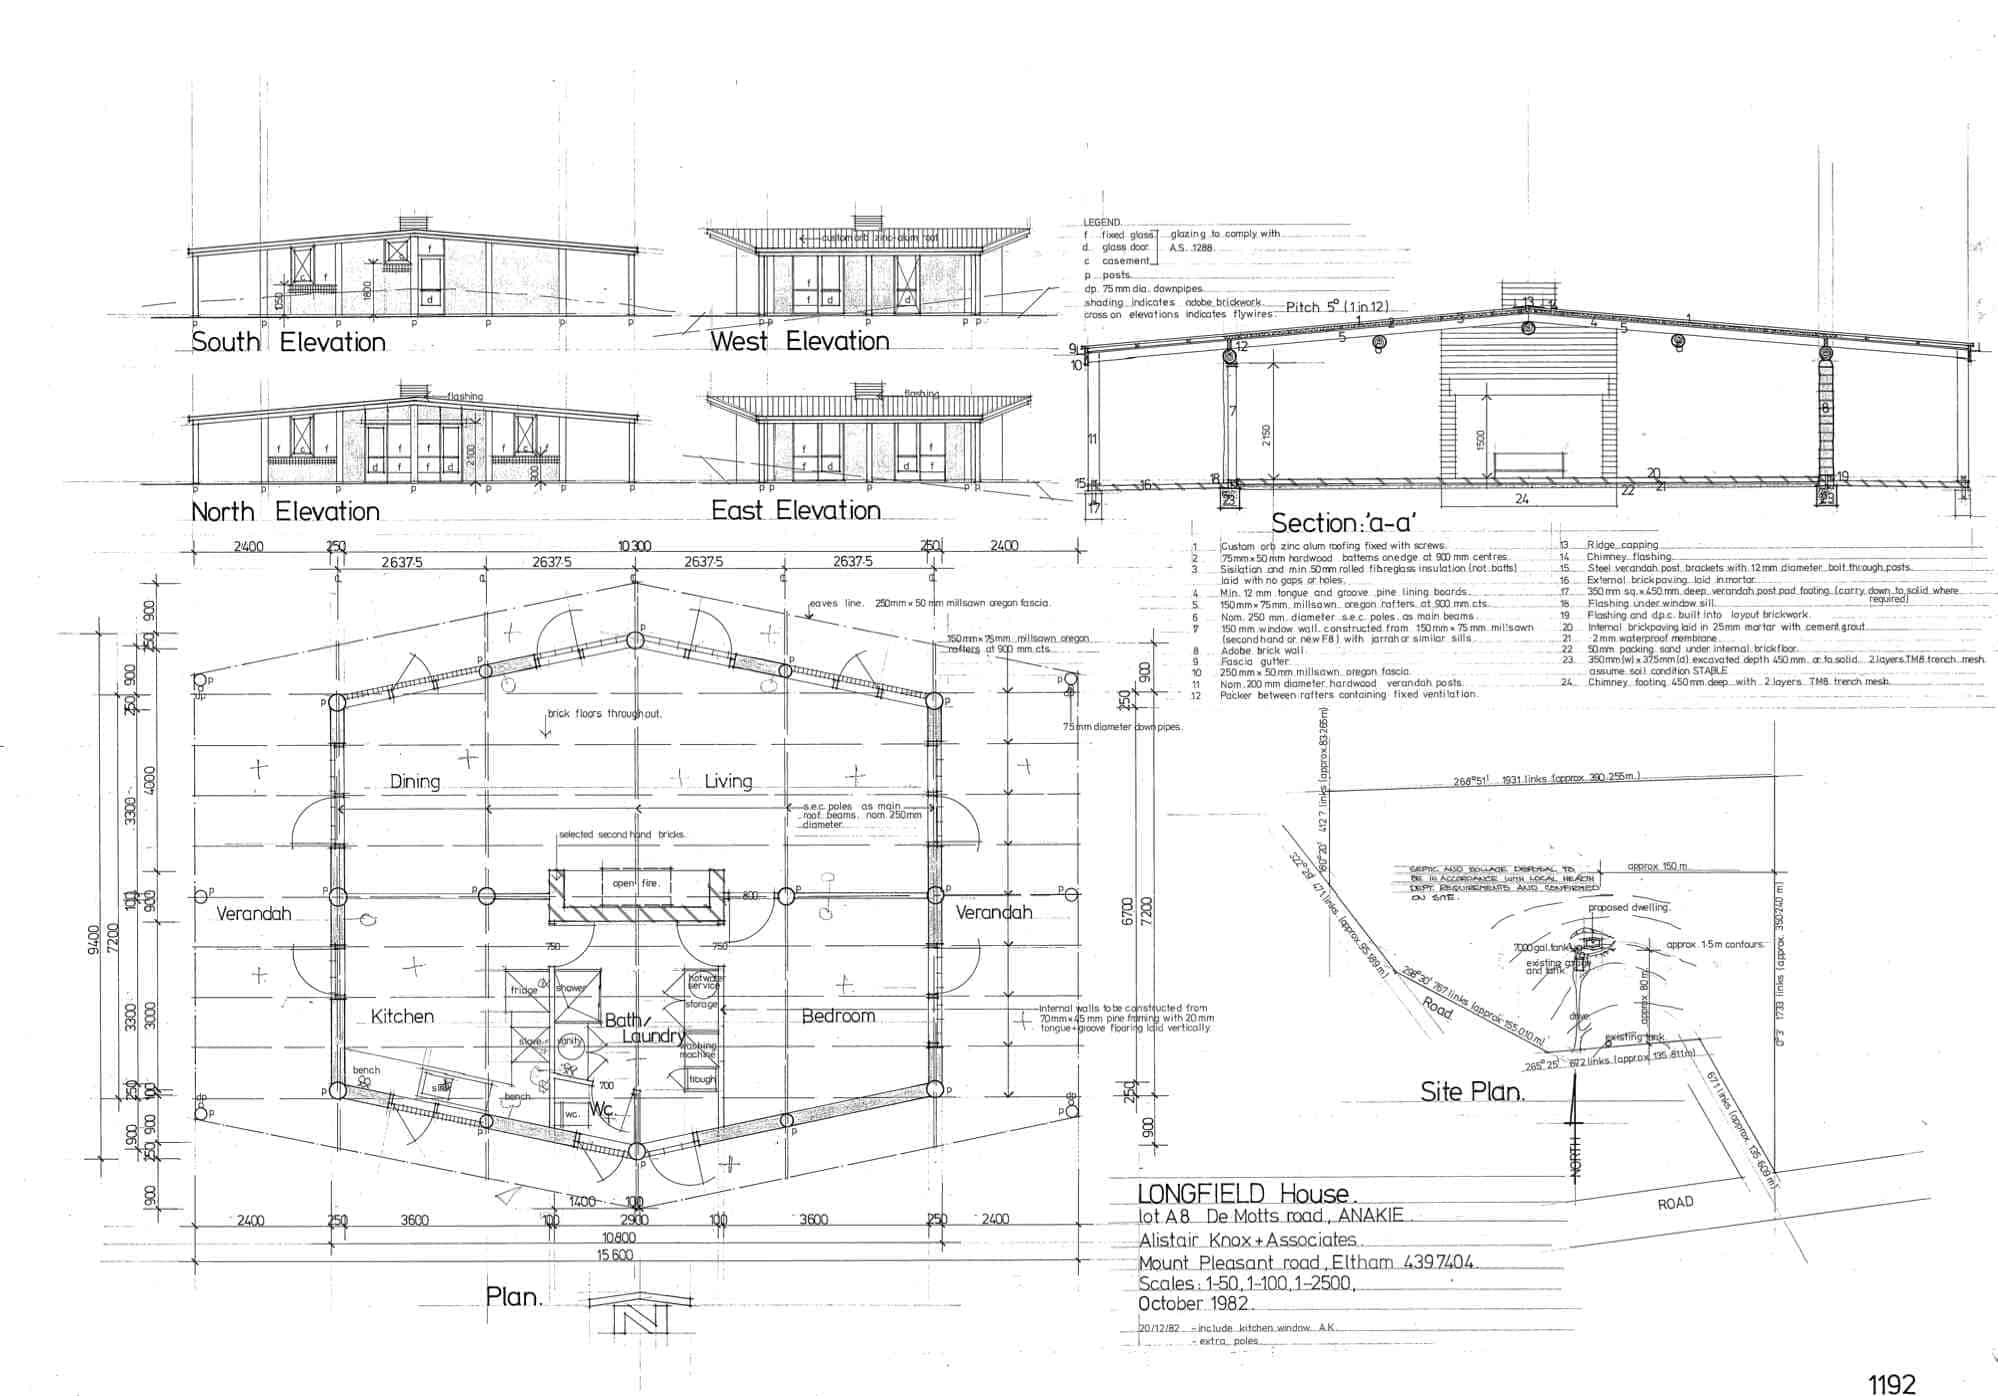 LEGEND.
f fixed glass glazing to comply with
d. glass door. A.S. 1288.
c casement
p posts.
dp. 75mm dia. downpipes
shading indicates adobe brickwork.
cross on elevations indicates flywires.
custom orb zinc-alum roof
c
f
1050
c
1800
f
d
f
f
d
d
p
p
p
p
p
p
p
South Elevation
West Elevation
flashing
flashing
f
c
f
f
d
f
f
d
2100
c
f
900
f
f
d
f
d
f
North Elevation
East Elevation
Pitch 5° (1 in 12)
2150
1500
24
Section:'a-a'
1 Custom orb zinc alum roofing fixed with screws.
2 75mm×50mm hardwood battens on edge at 900 mm centres.
3 Sisilation and min. 50mm rolled fibreglass insulation (not batts)
laid with no gaps or holes.
4 Min. 12 mm tongue and groove pine lining boards.
5. 150mm×75mm. millsawn oregon rafters at 900 mm. cts.
6 Nom. 250 mm. diameter s.e.c. poles. as main beams.
7 150 mm window wall constructed from 150mm×75mm. millsawn
(second hand or new F8) with jarrah or similar sills.
8 Adobe brick wall
9 Fascia gutter.
10 250mm×50mm millsawn oregon fascia.
11 Nom. 200 mm diameter hardwood verandah posts.
12 Packer between rafters containing fixed ventilation.
13 Ridge capping
14 Chimney flashing.
15 Steel verandah post brackets with 12mm diameter bolt through posts.
16 External brickpaving laid in mortar.
17 350mm sq.×450 mm. deep verandah post pad footing. (carry down to solid where
required)
18 Flashing under window sill.
19 Flashing and d.p.c. built into layout brickwork.
20 Internal brickpaving laid in 25mm mortar with cement grout.
21 ·2mm waterproof membrane.
22 50mm packing sand under internal brick floor.
23 350mm(w)×375mm(d) excavated depth 450 mm. or to solid. 2 layers TM8 trench mesh.
assume soil condition STABLE
24. Chimney footing 450mm deep with 2 layers TM8 trench mesh.
2400
250
10300
250
2400
2637·5
2637·5
2637·5
2637·5
eaves line. 250mm×50 mm millsawn oregon fascia.
150mm×75mm millsawn oregon
rafters at 900 mm cts.
75mm diameter downpipes.
brick floors throughout.
Dining
Living
s.e.c. poles as main
roof beams. nom. 250mm
diameter.
selected second hand bricks.
open fire.
800
Verandah
Verandah
750
750
fridge
shower
hotwater
service
storage
Kitchen
Bath/
Laundry
Bedroom
Internal walls to be constructed from
70mm×45 mm pine framing with 20mm
tongue+groove flooring laid vertically.
stove
vanity
washing
machine
bench
sink
trough
bench
700
wc.
Wc.
900
250
900
250
4000
3300
9400
7200
100
900
3300
3000
250
100
900
900
250
900
900
250
6700
7200
250
900
1400
100
2400
250
3600
100
2900
100
3600
250
2400
10800
15600
Plan.
N
268°51' 1931 links (approx. 390·255m.)
180°20' 412·7 links (approx. 83·265m)
322°29' 471 links. (approx. 95·189m)
SEPTIC AND SULLAGE DISPOSAL TO
BE IN ACCORDANCE WITH LOCAL HEALTH
DEPT. REQUIREMENTS AND CONFIRMED
ON SITE.
approx. 150 m.
proposed dwelling.
7000 gal. tank
approx. 1·5m contours.
existing
and tank
approx. 80m.
0°3' 1733 links (approx. 350·240 m)
298°30' 767 links (approx. 155·010m)
Road.
drive
existing tank
265°25' 672 links (approx. 135·811m)
671 links (approx. 135·609 m)
Site Plan.
NORTH
ROAD
LONGFIELD House.
lot A8 De Motts road, ANAKIE.
Alistair Knox + Associates.
Mount Pleasant road, Eltham 439.7404.
Scales: 1-50, 1-100, 1-2500,
October 1982.
20/12/82 - include kitchen window A.K.
- extra poles
1192